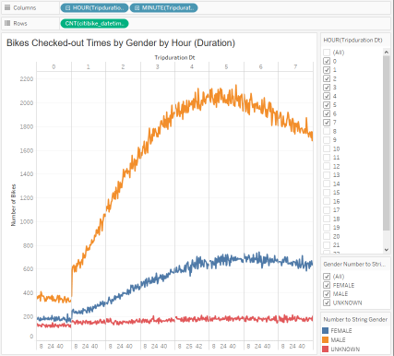 Columns
HOUR(Tripduratio..
MINUTE(Tripdurat..
Rows
CNT(citibike_datetim..
Bikes Checked-out Times by Gender by Hour (Duration)
Tripduration Dt
0 1 2 3 4 5 6 7
2200
2000
1800
1600
1400
1200
1000
800
600
400
200
0
Number of Bikes
8 24 40 8 24 40 8 24 40 8 24 40 8 24 40 8 24 40 8 24 40 8 24 40
HOUR(Tripduration Dt)
(All)
0
1
2
3
4
5
6
7
8
9
10
11
12
13
14
15
16
17
18
19
20
21
22
Gender Number to Stri...
(All)
FEMALE
MALE
UNKNOWN
Number to String Gender
FEMALE
MALE
UNKNOWN